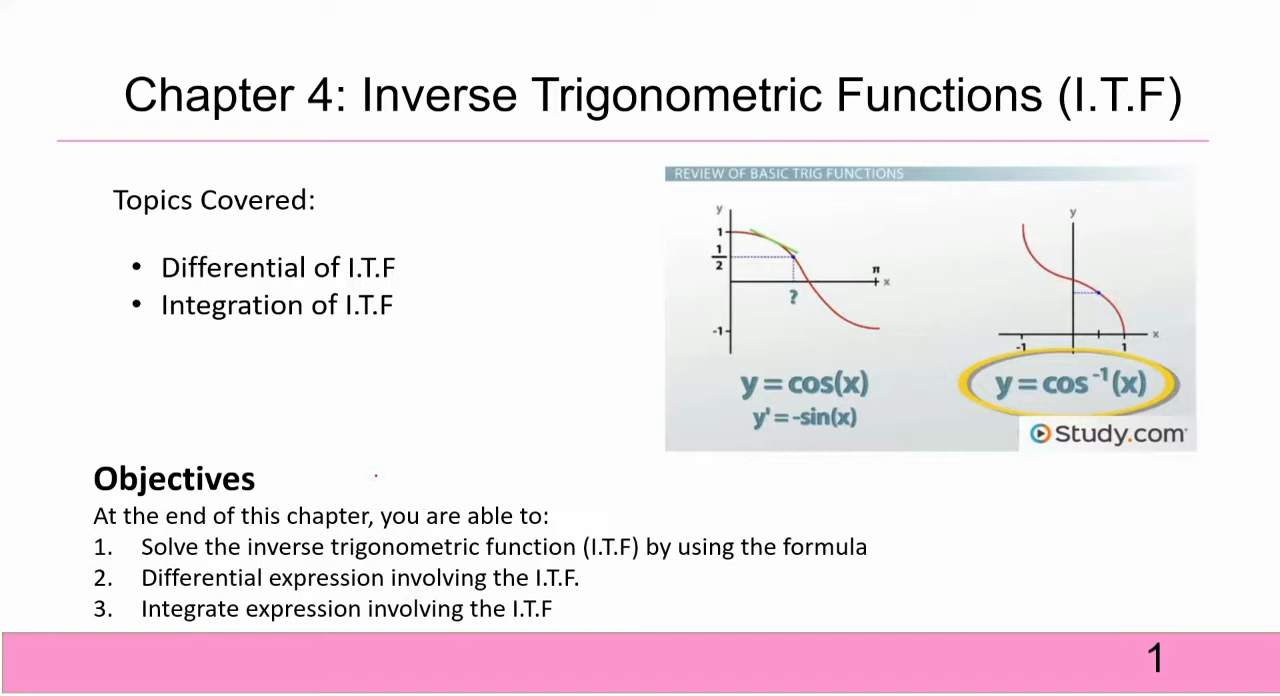 Chapter 4: Inverse Trigonometric Functions (I.T.F)
Topics Covered:
• Differential of I.T.F
• Integration of I.T.F
REVIEW OF BASIC TRIG FUNCTIONS
y
1
1
2
π
x
?
-1
y = cos(x)
y' = -sin(x)
y
x
-1
1
y = cos⁻¹(x)
Study.com
Objectives
At the end of this chapter, you are able to:
1. Solve the inverse trigonometric function (I.T.F) by using the formula
2. Differential expression involving the I.T.F.
3. Integrate expression involving the I.T.F
1